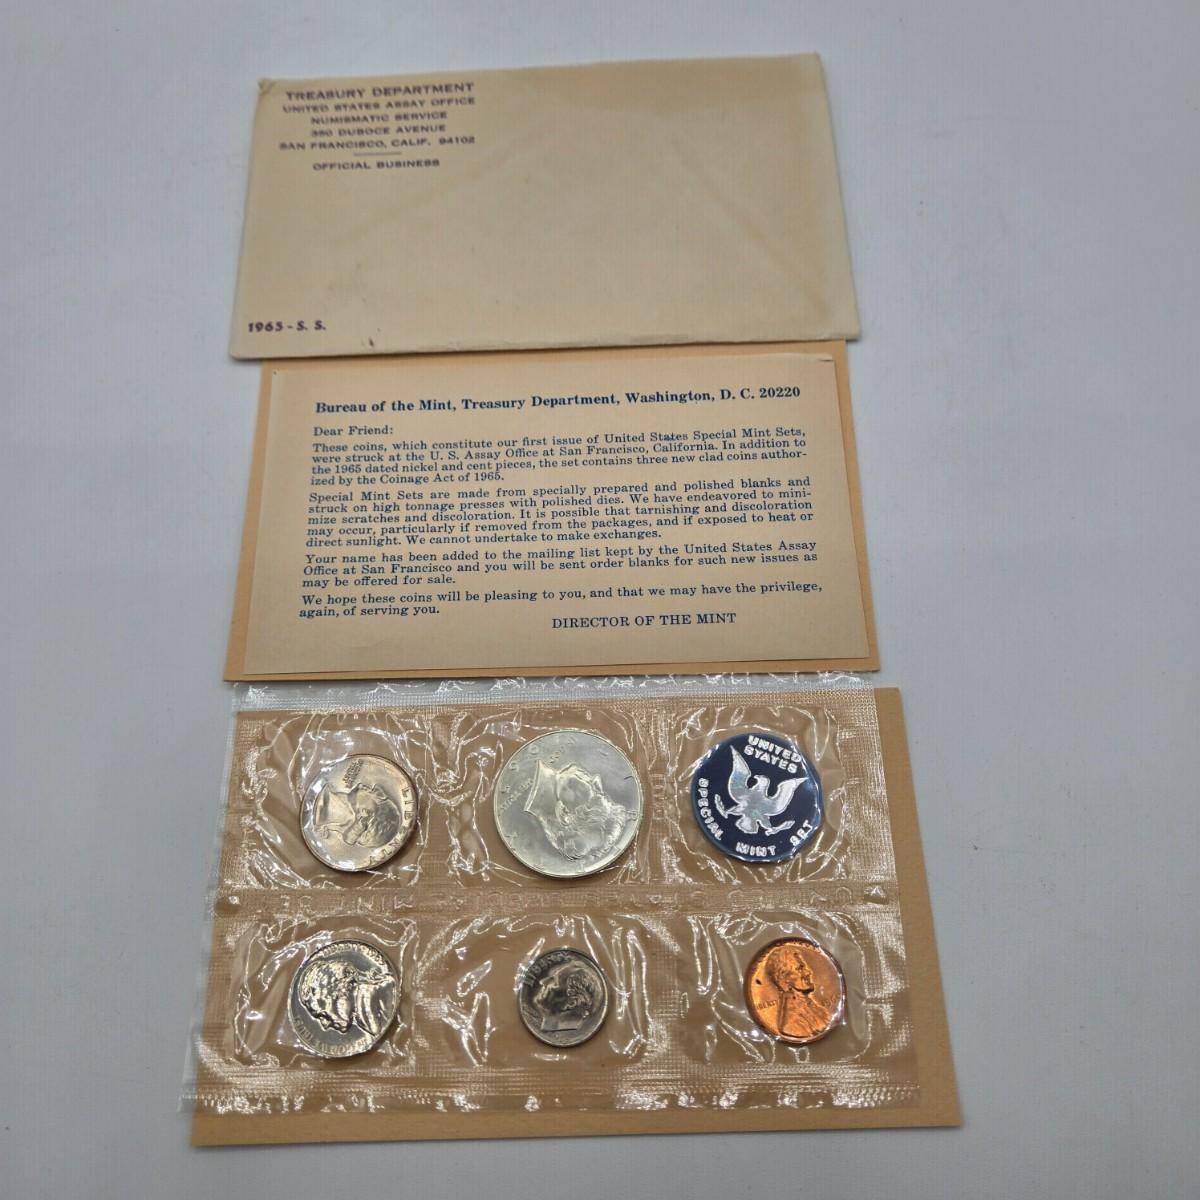 TREASURY DEPARTMENT
UNITED STATES ASSAY OFFICE
NUMISMATIC SERVICE
350 DUBOCE AVENUE
SAN FRANCISCO, CALIF. 94102
OFFICIAL BUSINESS
1965 - S. S.
Bureau of the Mint, Treasury Department, Washington, D. C. 20220
Dear Friend:
These coins, which constitute our first issue of United States Special Mint Sets,
were struck at the U. S. Assay Office at San Francisco, California. In addition to
the 1965 dated nickel and cent pieces, the set contains three new clad coins author-
ized by the Coinage Act of 1965.
Special Mint Sets are made from specially prepared and polished blanks and
struck on high tonnage presses with polished dies. We have endeavored to mini-
mize scratches and discoloration. It is possible that tarnishing and discoloration
may occur, particularly if removed from the packages, and if exposed to heat or
direct sunlight. We cannot undertake to make exchanges.
Your name has been added to the mailing list kept by the United States Assay
Office at San Francisco and you will be sent order blanks for such new issues as
may be offered for sale.
We hope these coins will be pleasing to you, and that we may have the privilege,
again, of serving you.
DIRECTOR OF THE MINT
LIBERTY
UNITED
STATES
SPECIAL MINT SET
UNITED STATES SPECIAL MINT SET
LIBERTY
LIBERTY
LIBERTY